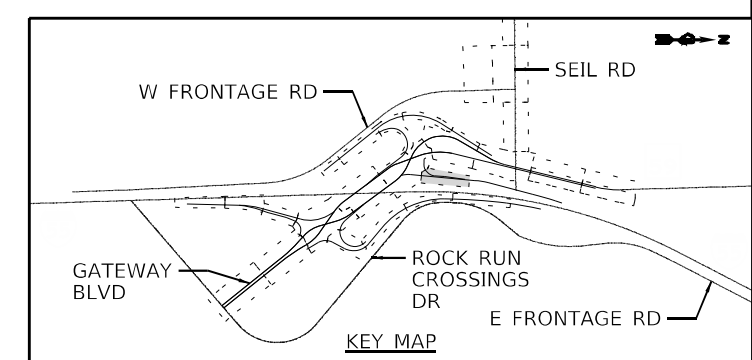 Z
SEIL RD
W FRONTAGE RD
GATEWAY
BLVD
ROCK RUN
CROSSINGS
DR
E FRONTAGE RD
KEY MAP